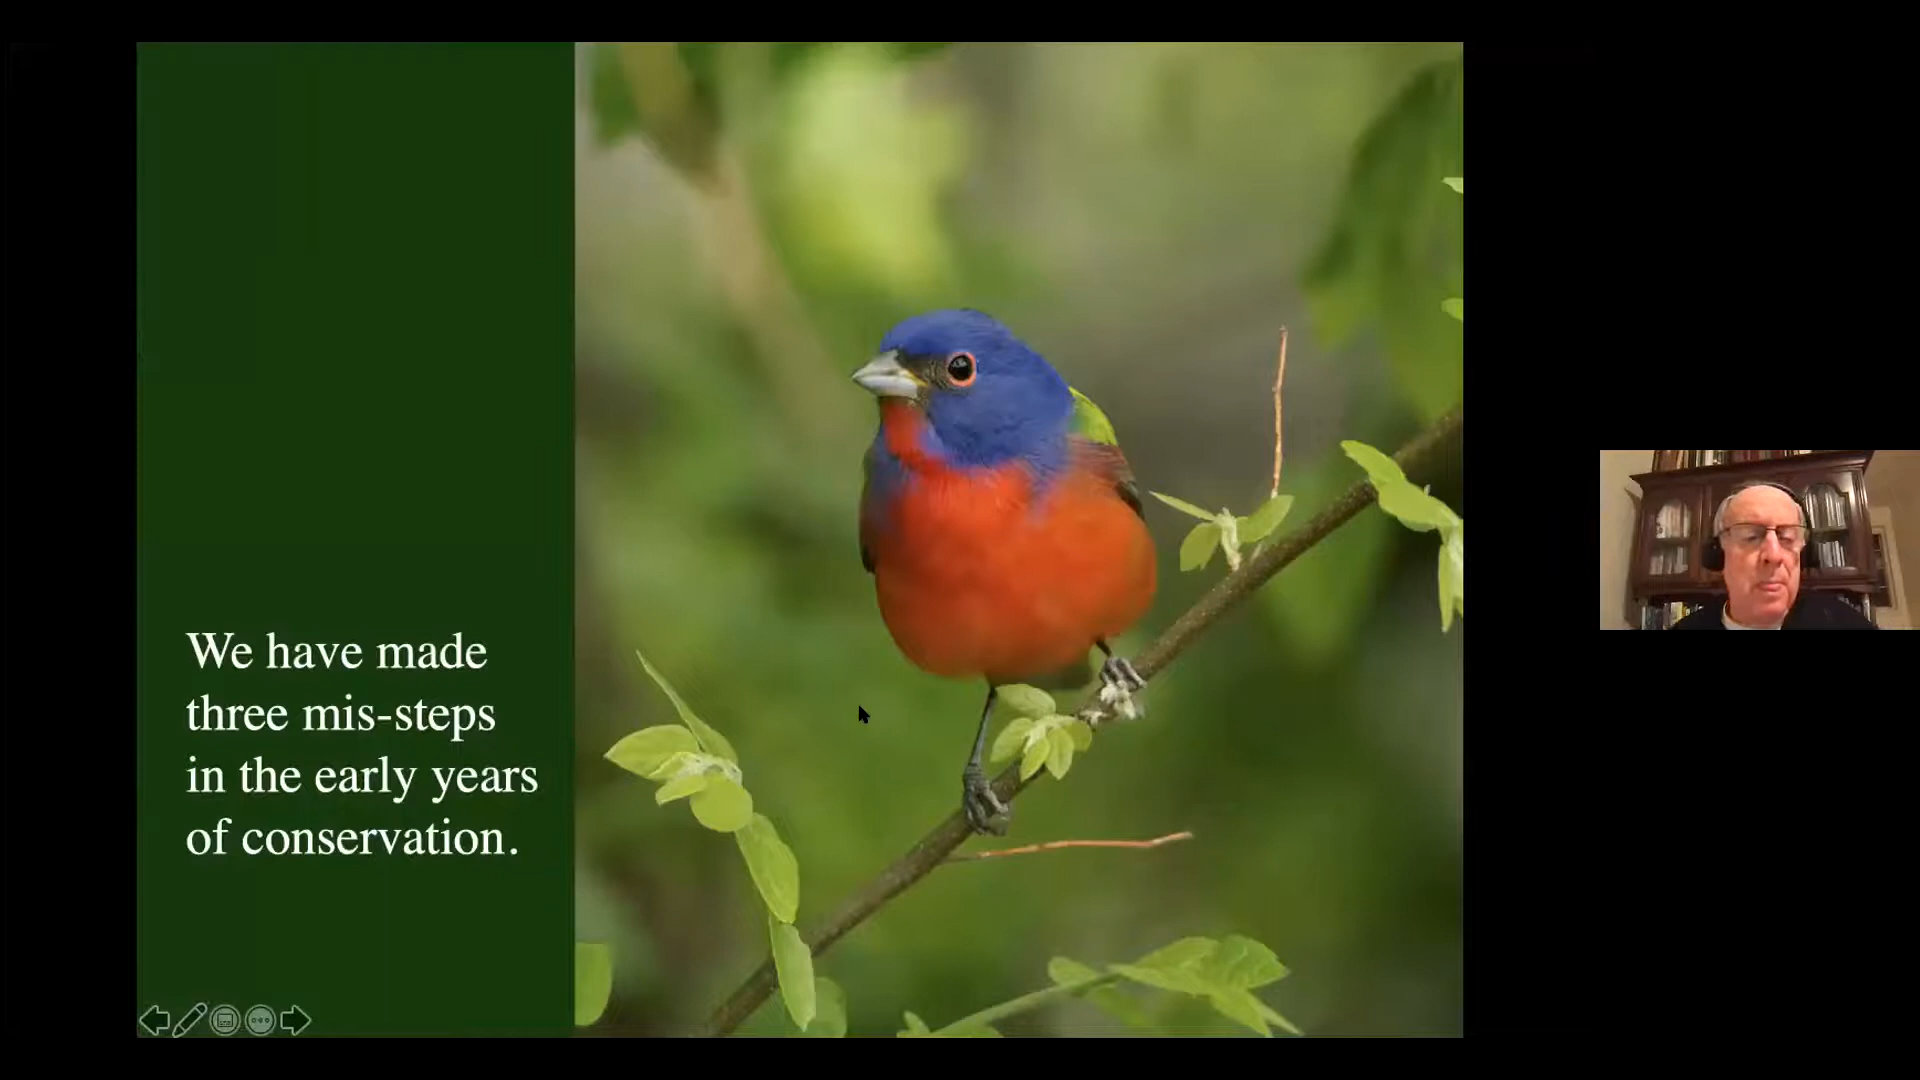 We have made
three mis-steps
in the early years
of conservation.